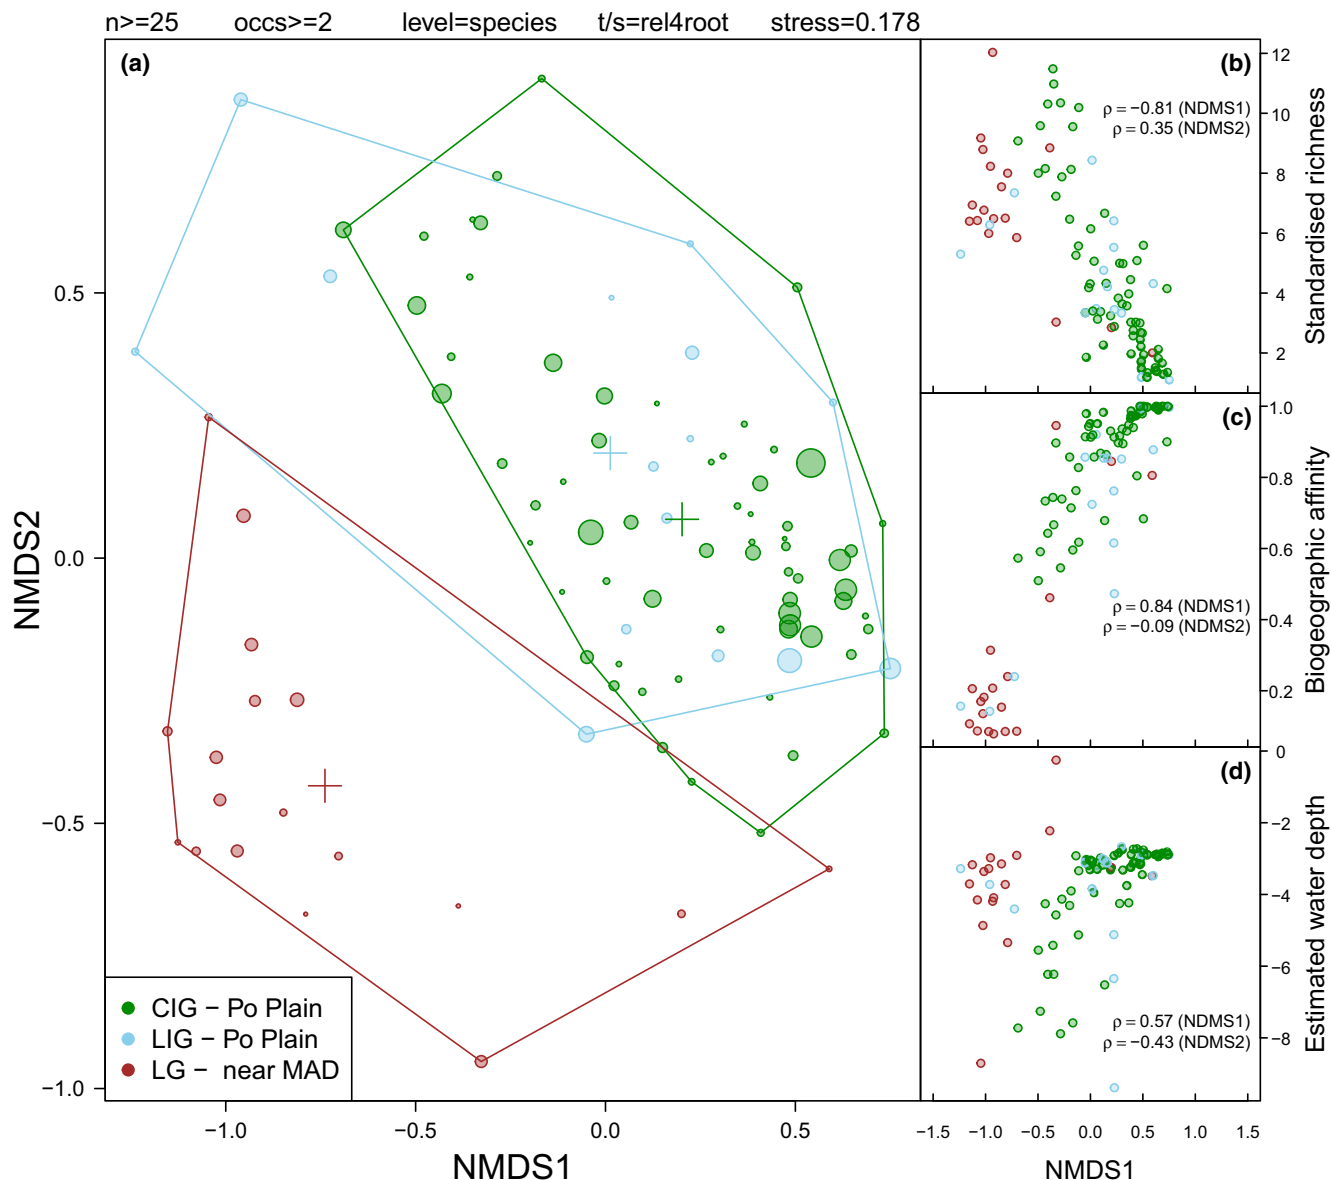 n>=25 occs>=2 level=species t/s=rel4root stress=0.178
(a)
NMDS2
0.5
0.0
−0.5
−1.0
CIG − Po Plain
LIG − Po Plain
LG − near MAD
−1.0 −0.5 0.0 0.5
NMDS1
(b)
ρ = −0.81 (NDMS1)
ρ = 0.35 (NDMS2)
12
10
8
6
4
2
Standardised richness
(c)
ρ = 0.84 (NDMS1)
ρ = −0.09 (NDMS2)
1.0
0.8
0.6
0.4
0.2
Biogeographic affinity
(d)
ρ = 0.57 (NDMS1)
ρ = −0.43 (NDMS2)
0
−2
−4
−6
−8
Estimated water depth
−1.5 −1.0 −0.5 0.0 0.5 1.0 1.5
NMDS1